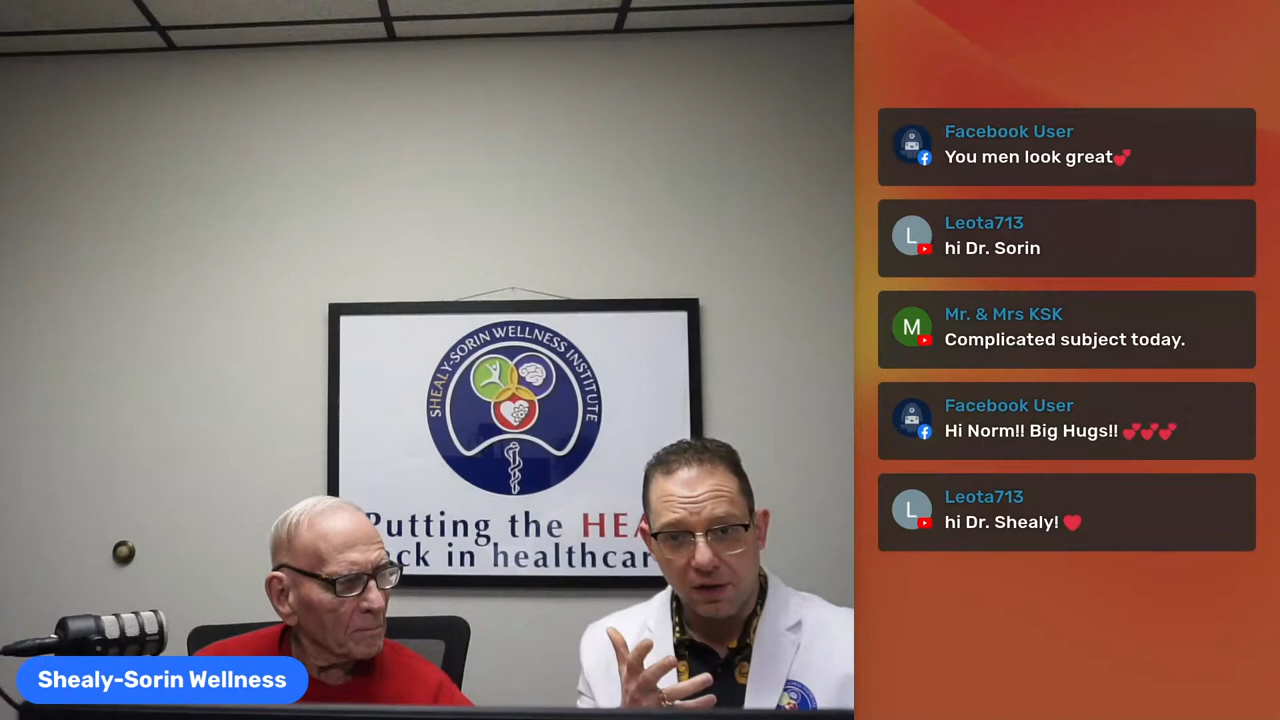 SHEALY-SORIN WELLNESS INSTITUTE
Putting the HEA
ck in healthcar
Shealy-Sorin Wellness
Facebook User
You men look great💕
L
Leota713
hi Dr. Sorin
M
Mr. & Mrs KSK
Complicated subject today.
Facebook User
Hi Norm!! Big Hugs!! 💕💕💕
L
Leota713
hi Dr. Shealy! ❤️